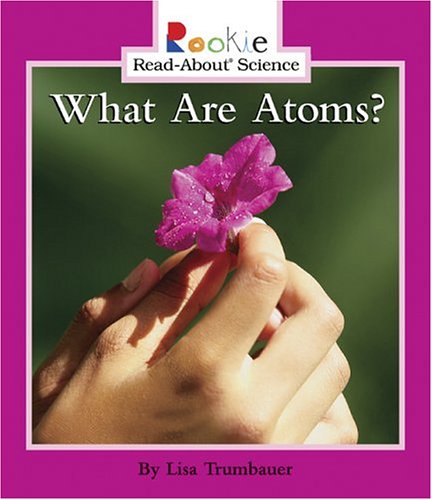 Rookie
Read-About® Science
What Are Atoms?
By Lisa Trumbauer